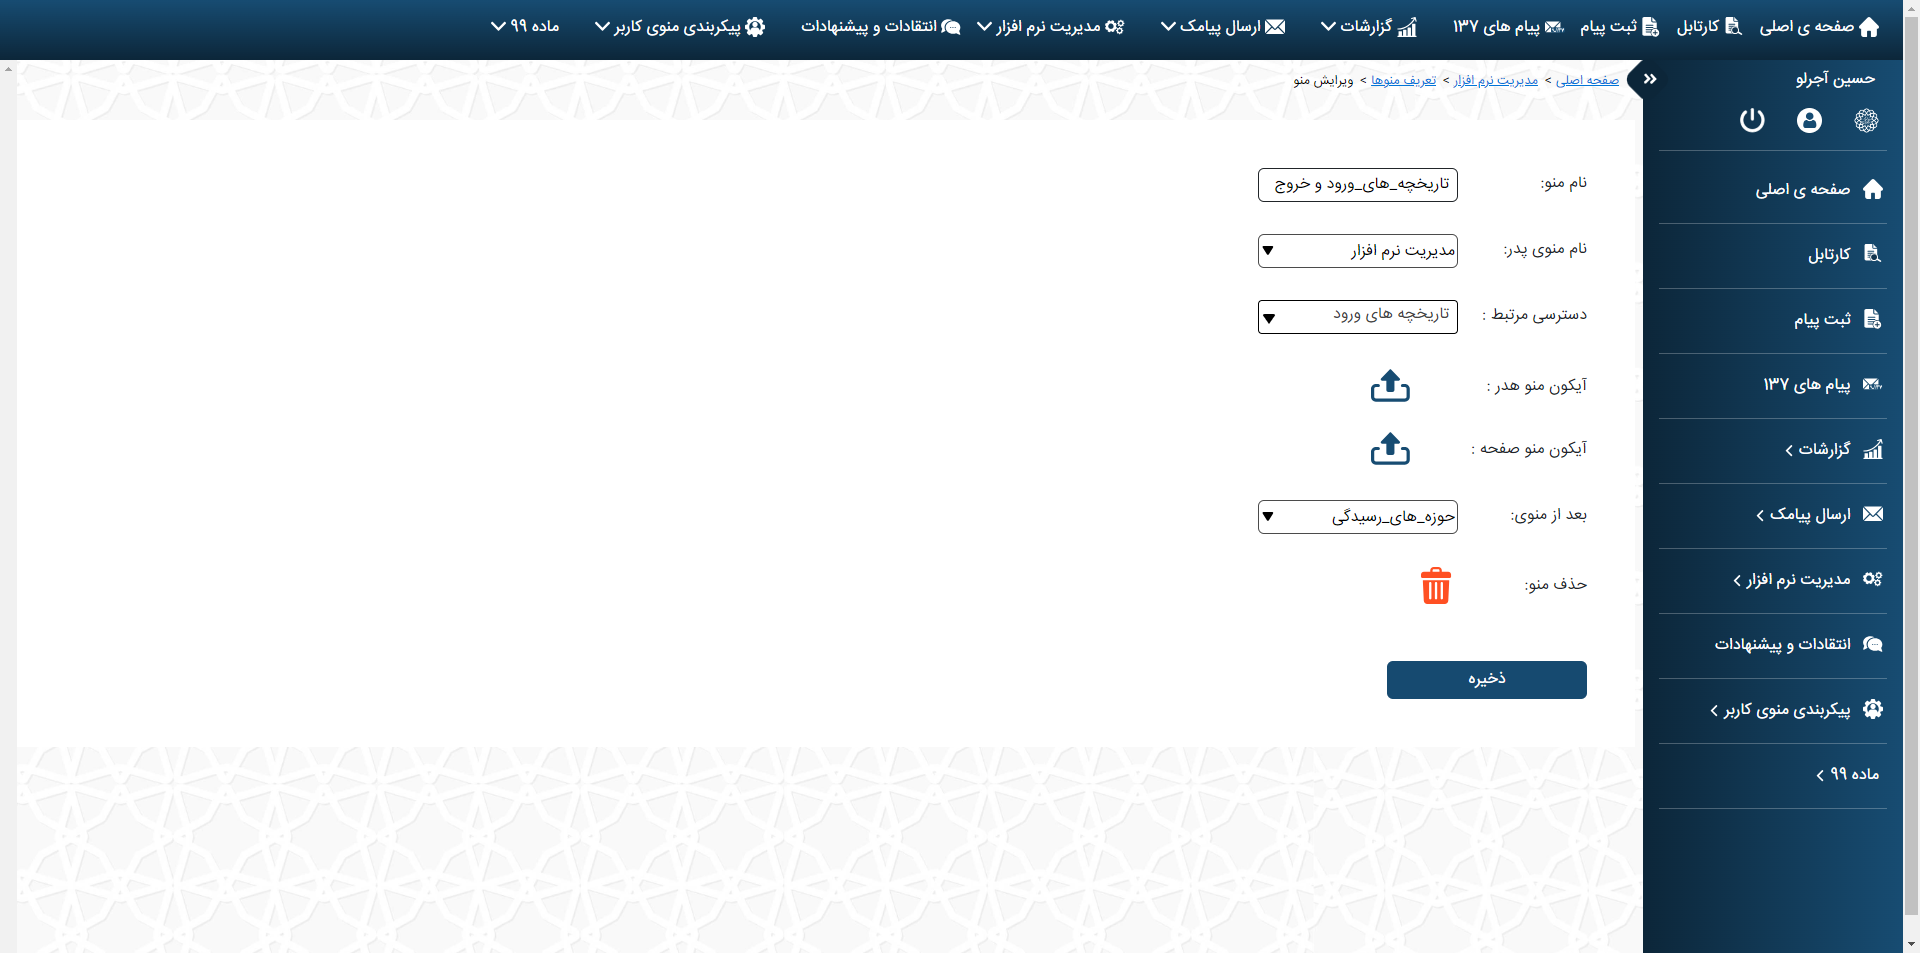 صفحه ی اصلی
کارتابل
ثبت پیام
پیام های ۱۳۷
گزارشات
ارسال پیامک
مدیریت نرم افزار
انتقادات و پیشنهادات
پیکربندی منوی کاربر
ماده ۹۹
حسین آجرلو
صفحه ی اصلی
کارتابل
ثبت پیام
پیام های ۱۳۷
گزارشات
ارسال پیامک
مدیریت نرم افزار
انتقادات و پیشنهادات
پیکربندی منوی کاربر
ماده ۹۹
صفحه اصلی > مدیریت نرم افزار > تعریف منوها > ویرایش منو
نام منو: تاریخچه_های_ورود و خروج
نام منوی پدر: مدیریت نرم افزار
دسترسی مرتبط : تاریخچه های ورود
آیکون منو هدر :
آیکون منو صفحه :
بعد از منوی: حوزه_های_رسیدگی
حذف منو:
ذخیره